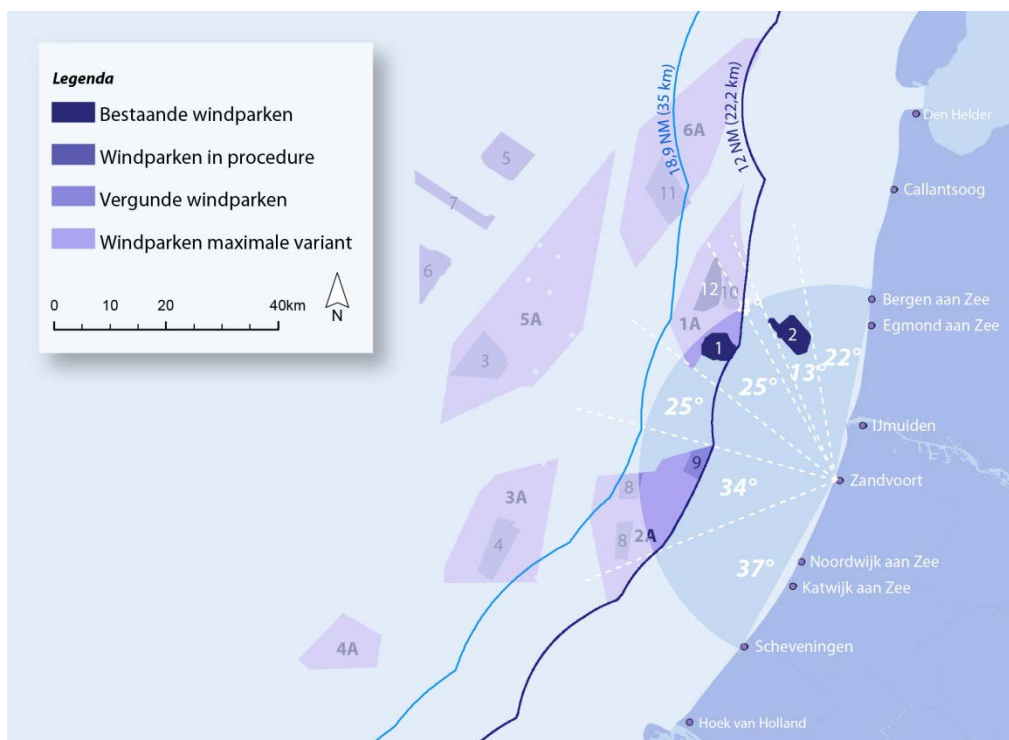 Legenda
Bestaande windparken
Windparken in procedure
Vergunde windparken
Windparken maximale variant
0 10 20 40km
N
18,9 NM (35 km)
12 NM (22,2 km)
Den Helder
Callantsoog
Bergen aan Zee
Egmond aan Zee
IJmuiden
Zandvoort
Noordwijk aan Zee
Katwijk aan Zee
Scheveningen
Hoek van Holland
6A
5
11
7
6
12
10
1A
5A
1
2
3
22°
13°
25°
25°
9
34°
8
3A
4
8
2A
37°
4A